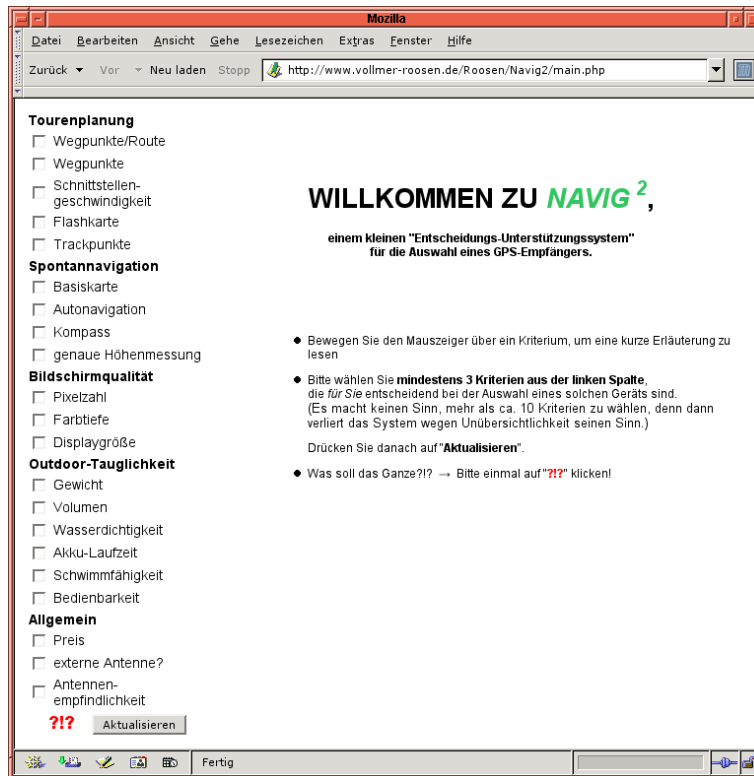 Mozilla
Datei Bearbeiten Ansicht Gehe Lesezeichen Extras Fenster Hilfe
Zurück Vor Neu laden Stopp http://www.vollmer-roosen.de/Roosen/Navig2/main.php
Tourenplanung
Wegpunkte/Route
Wegpunkte
Schnittstellen-
geschwindigkeit
Flashkarte
Trackpunkte
Spontannavigation
Basiskarte
Autonavigation
Kompass
genaue Höhenmessung
Bildschirmqualität
Pixelzahl
Farbtiefe
Displaygröße
Outdoor-Tauglichkeit
Gewicht
Volumen
Wasserdichtigkeit
Akku-Laufzeit
Schwimmfähigkeit
Bedienbarkeit
Allgemein
Preis
externe Antenne?
Antennen-
empfindlichkeit
?!? Aktualisieren
WILLKOMMEN ZU NAVIG 2,
einem kleinen "Entscheidungs-Unterstützungssystem"
für die Auswahl eines GPS-Empfängers.
● Bewegen Sie den Mauszeiger über ein Kriterium, um eine kurze Erläuterung zu
lesen
● Bitte wählen Sie mindestens 3 Kriterien aus der linken Spalte,
die für Sie entscheidend bei der Auswahl eines solchen Geräts sind.
(Es macht keinen Sinn, mehr als ca. 10 Kriterien zu wählen, denn dann
verliert das System wegen Unübersichtlichkeit seinen Sinn.)
Drücken Sie danach auf "Aktualisieren".
● Was soll das Ganze?!? → Bitte einmal auf "?!?" klicken!
Fertig